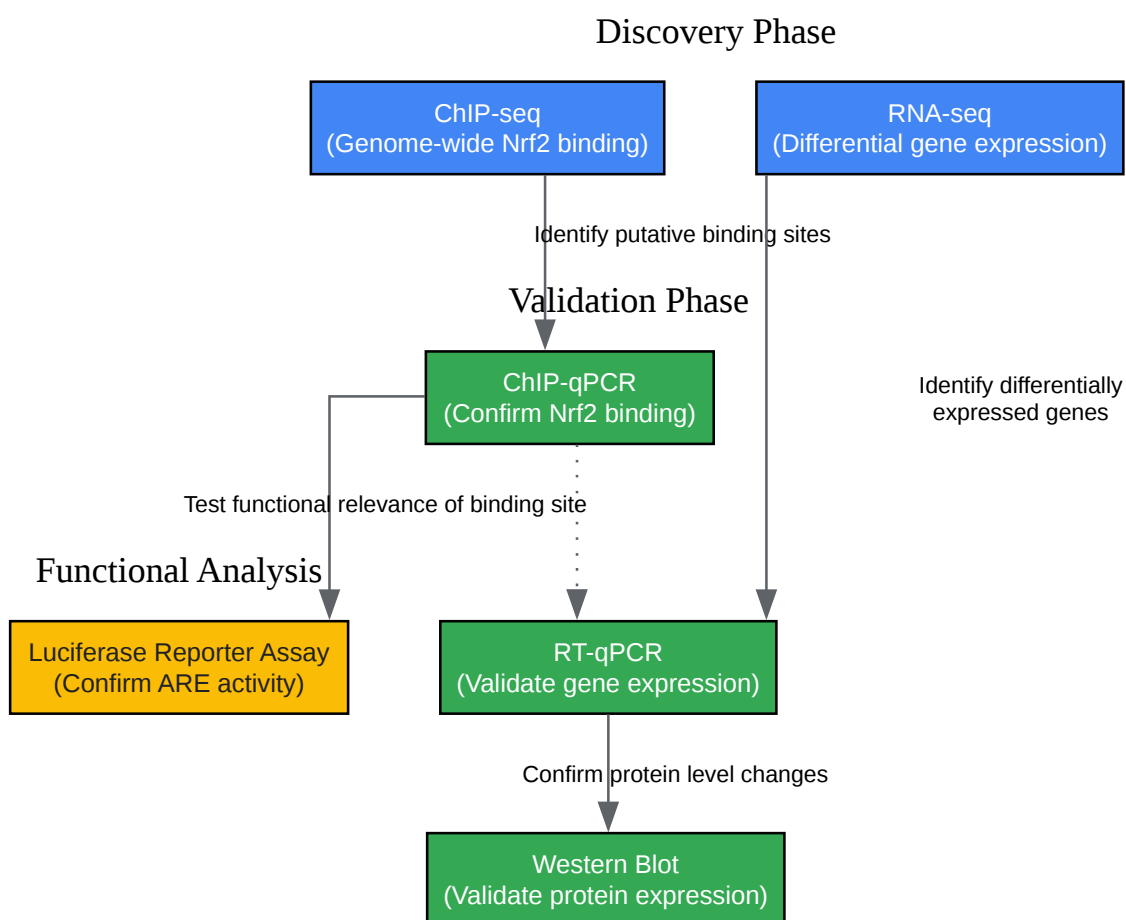 Discovery Phase
ChIP-seq
(Genome-wide Nrf2 binding)
RNA-seq
(Differential gene expression)
Identify putative binding sites
Validation Phase
ChIP-qPCR
(Confirm Nrf2 binding)
Identify differentially
expressed genes
Test functional relevance of binding site
Functional Analysis
Luciferase Reporter Assay
(Confirm ARE activity)
RT-qPCR
(Validate gene expression)
Confirm protein level changes
Western Blot
(Validate protein expression)